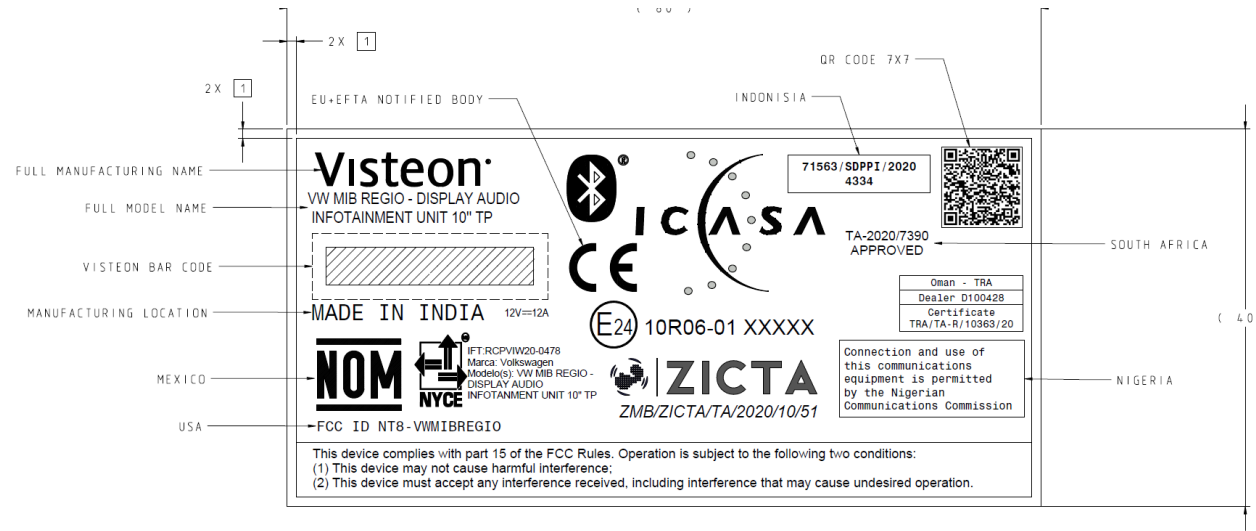 ( 80 )
2X 1
2X 1
QR CODE 7X7
INDONISIA
EU+EFTA NOTIFIED BODY
FULL MANUFACTURING NAME
Visteon
®
71563/SDPPI/2020
4334
FULL MODEL NAME
VW MIB REGIO - DISPLAY AUDIO
INFOTAINMENT UNIT 10" TP
ICASA
TA-2020/7390
APPROVED
SOUTH AFRICA
VISTEON BAR CODE
CE
Oman - TRA
Dealer D100428
Certificate
TRA/TA-R/10363/20
MANUFACTURING LOCATION
MADE IN INDIA
12V⎓12A
E24 10R06-01 XXXXX
( 40
MEXICO
NOM
NYCE
®
IFT:RCPVIW20-0478
Marca: Volkswagen
Modelo(s): VW MIB REGIO -
DISPLAY AUDIO
INFOTANMENT UNIT 10" TP
ZICTA
ZMB/ZICTA/TA/2020/10/51
Connection and use of
this communications
equipment is permitted
by the Nigerian
Communications Commission
NIGERIA
USA
FCC ID NT8-VWMIBREGIO
This device complies with part 15 of the FCC Rules. Operation is subject to the following two conditions:
(1) This device may not cause harmful interference;
(2) This device must accept any interference received, including interference that may cause undesired operation.